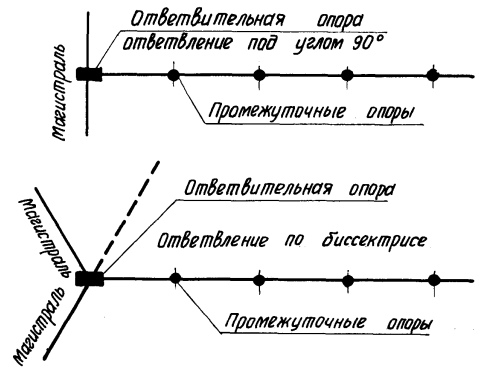 Ответвительная опора
ответвление под углом 90°
Магистраль
Промежуточные опоры
Ответвительная опора
Магистраль
Ответвление по биссектрисе
Магистраль
Промежуточные опоры